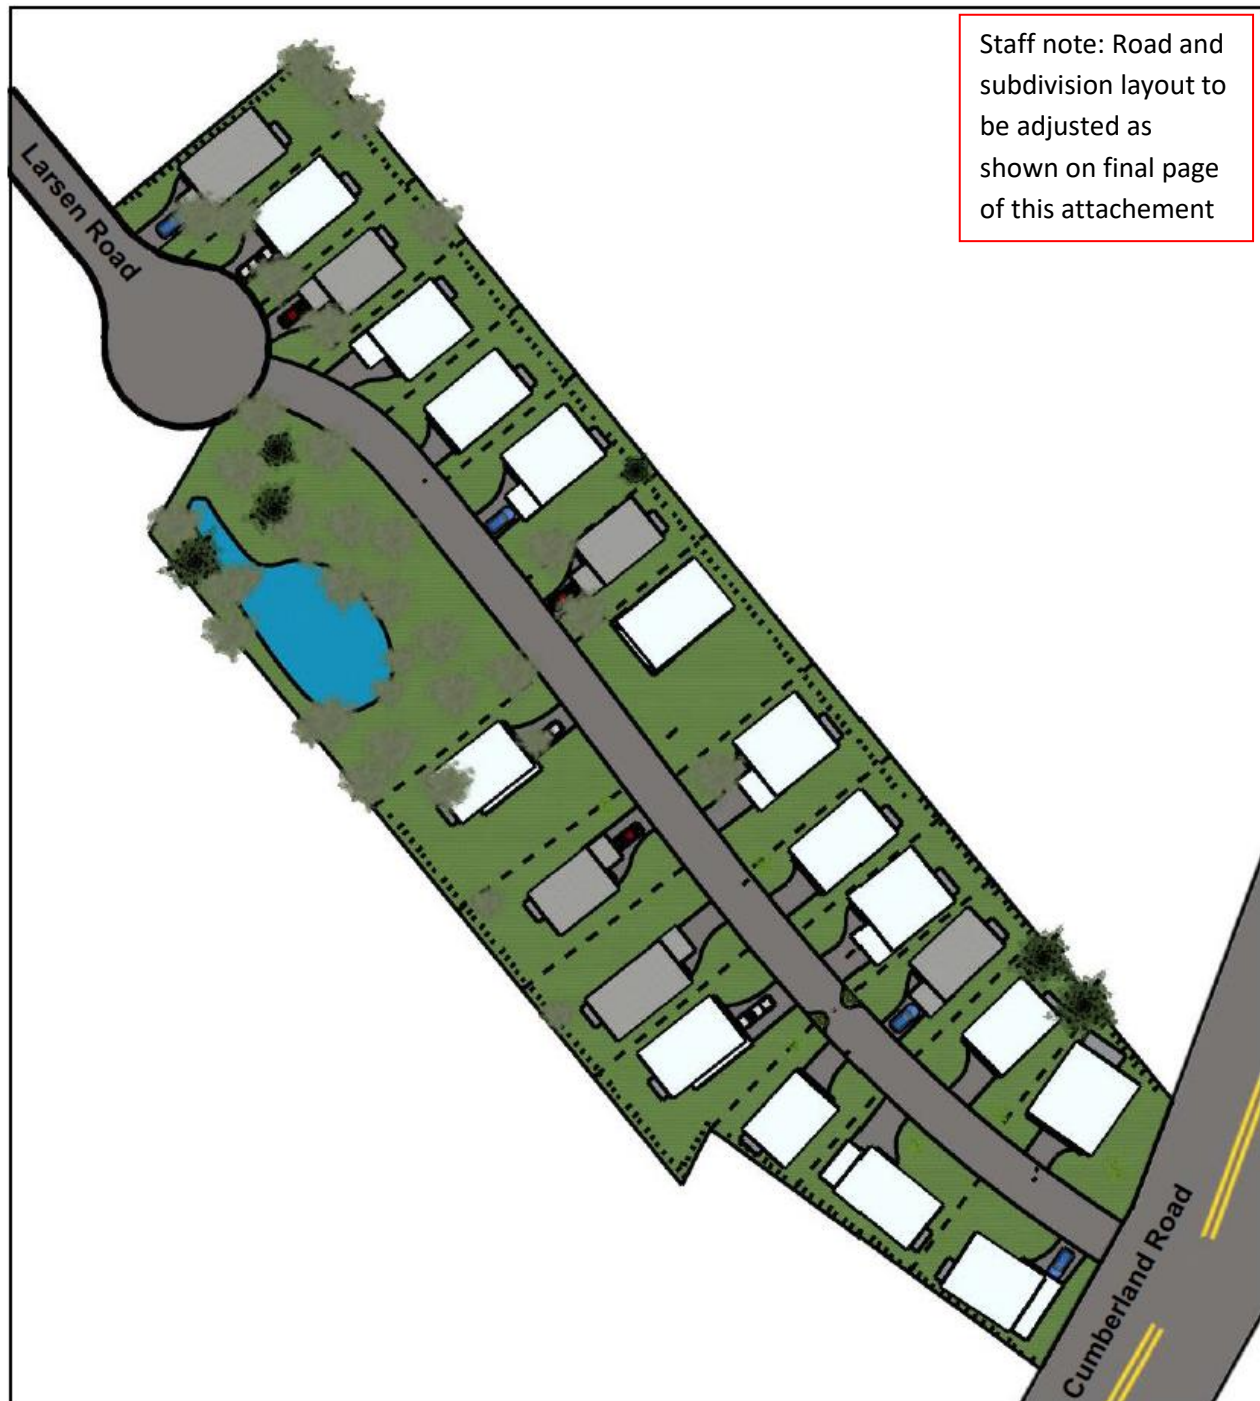 Staff note: Road and
subdivision layout to
be adjusted as
shown on final page
of this attachement
Larsen Road
Cumberland Road